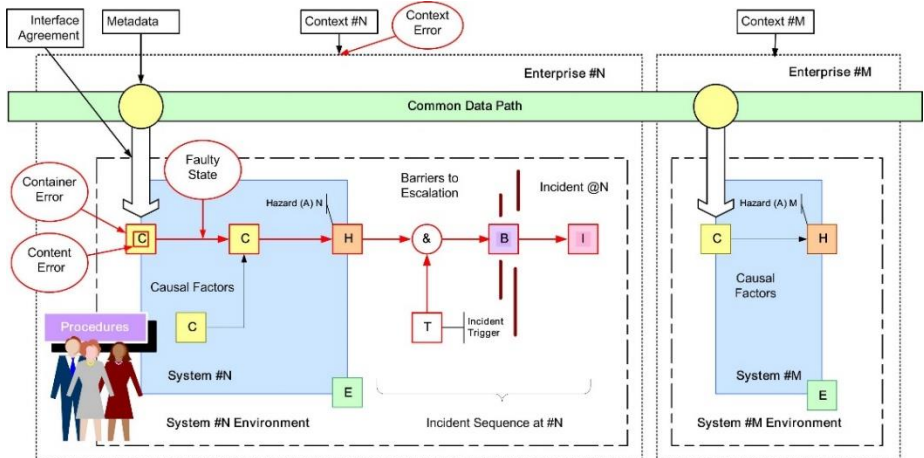 Interface
Agreement
Metadata
Context #N
Context
Error
Context #M
Enterprise #N
Enterprise #M
Common Data Path
Faulty
State
Container
Error
Content
Error
Barriers to
Escalation
Incident @N
Hazard (A) N
Hazard (A) M
C
C
H
&
B
I
C
H
Causal Factors
C
T
Incident
Trigger
Causal
Factors
Procedures
System #N
E
System #M
E
System #N Environment
Incident Sequence at #N
System #M Environment